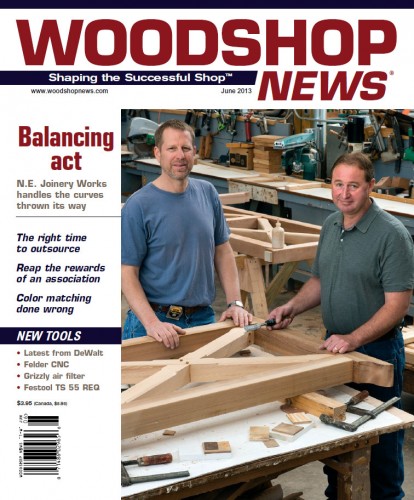 WOODSHOP
Shaping the Successful Shop™
NEWS®
www.woodshopnews.com
June 2013
Balancing
act
N.E. Joinery Works
handles the curves
thrown its way
The right time
to outsource
Reap the rewards
of an association
Color matching
done wrong
NEW TOOLS
• Latest from DeWalt
• Felder CNC
• Grizzly air filter
• Festool TS 55 REQ
$3.95 (Canada, $5.95)